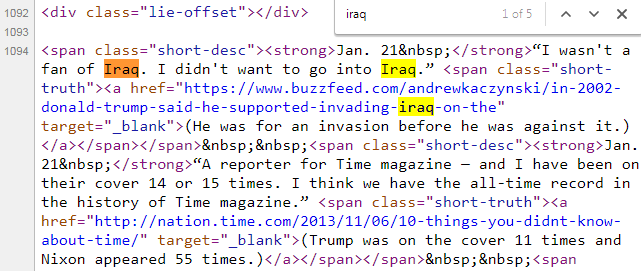 1092 <div class="lie-offset"></div>
iraq 1 of 5
1093
1094
<span class="short-desc"><strong>Jan. 21&nbsp;</strong>“I wasn't a
fan of Iraq. I didn't want to go into Iraq.” <span class="short-
truth"><a href="https://www.buzzfeed.com/andrewkaczynski/in-2002-
donald-trump-said-he-supported-invading-iraq-on-the"
target="_blank">(He was for an invasion before he was against it.)
</a></span></span>&nbsp;&nbsp;<span class="short-desc"><strong>Jan.
21&nbsp;</strong>“A reporter for Time magazine — and I have been on
their cover 14 or 15 times. I think we have the all-time record in
the history of Time magazine.” <span class="short-truth"><a
href="http://nation.time.com/2013/11/06/10-things-you-didnt-know-
about-time/" target="_blank">(Trump was on the cover 11 times and
Nixon appeared 55 times.)</a></span></span>&nbsp;&nbsp;<span